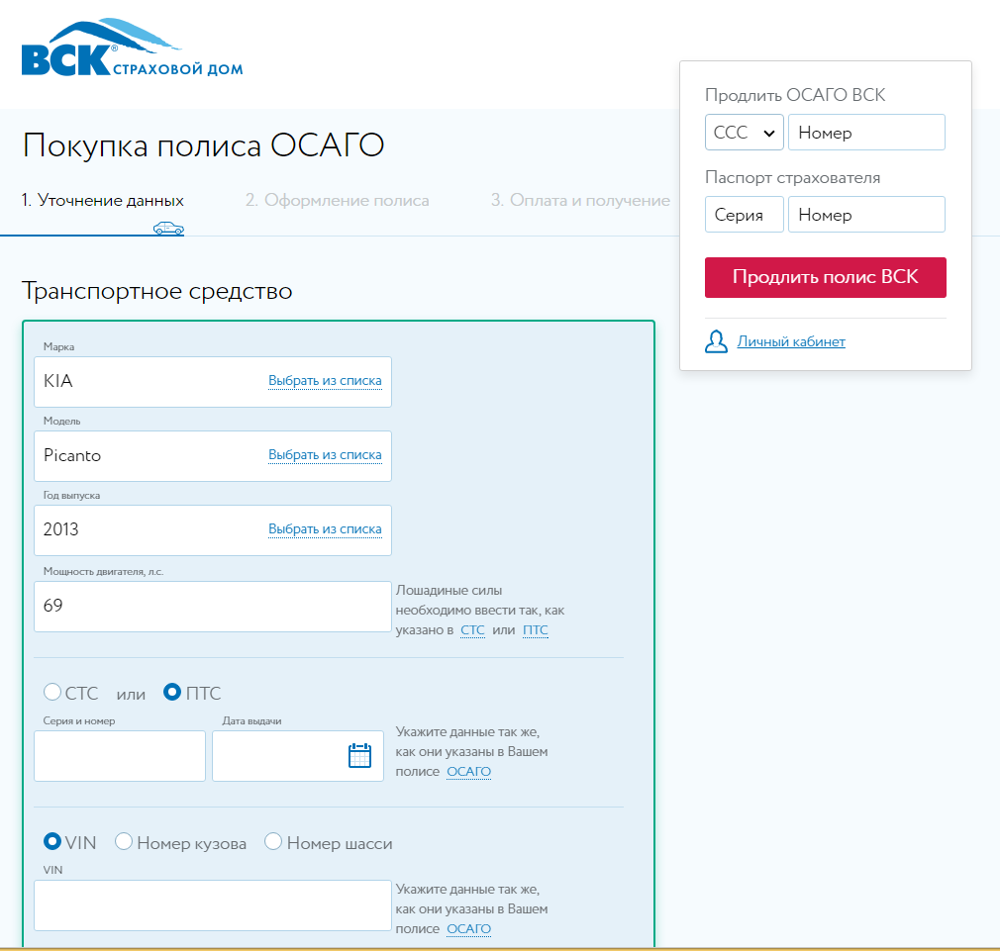 ВСК®
СТРАХОВОЙ ДОМ
Покупка полиса ОСАГО
1. Уточнение данных
2. Оформление полиса
3. Оплата и получение
Продлить ОСАГО ВСК
ССС
Номер
Паспорт страхователя
Серия
Номер
Продлить полис ВСК
Личный кабинет
Транспортное средство
Марка
KIA
Выбрать из списка
Модель
Picanto
Выбрать из списка
Год выпуска
2013
Выбрать из списка
Мощность двигателя, л.с.
69
Лошадиные силы
необходимо ввести так, как
указано в СТС или ПТС
СТС или ПТС
Серия и номер
Дата выдачи
Укажите данные так же,
как они указаны в Вашем
полисе ОСАГО
VIN
Номер кузова
Номер шасси
VIN
Укажите данные так же,
как они указаны в Вашем
полисе ОСАГО